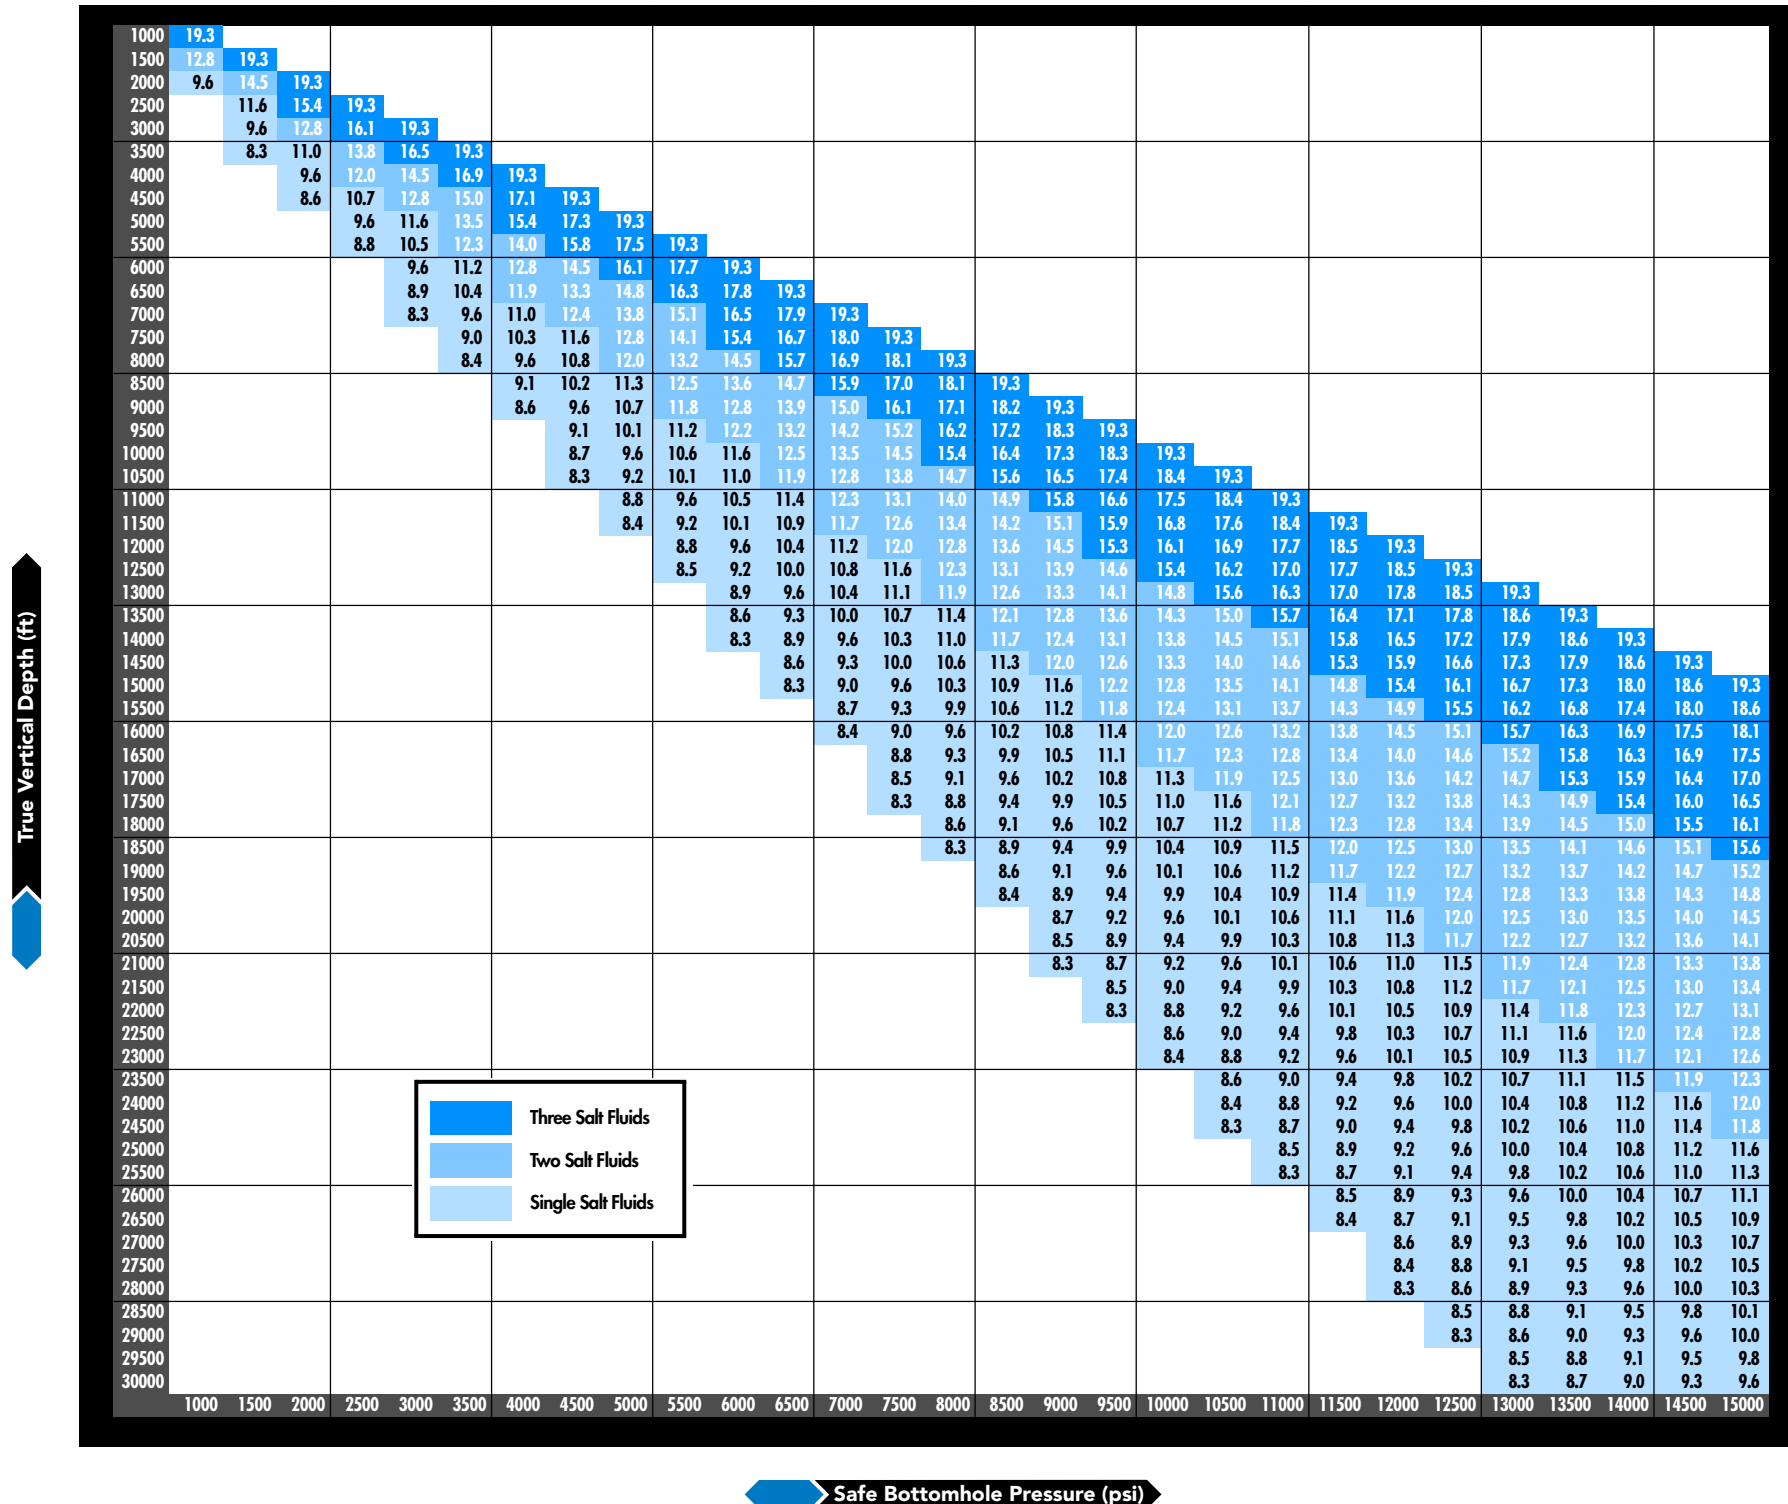 1000 19.3
1500 12.8 19.3
2000 9.6 14.5 19.3
2500 11.6 15.4 19.3
3000 9.6 12.8 16.1 19.3
3500 8.3 11.0 13.8 16.5 19.3
4000 9.6 12.0 14.5 16.9 19.3
4500 8.6 10.7 12.8 15.0 17.1 19.3
5000 9.6 11.6 13.5 15.4 17.3 19.3
5500 8.8 10.5 12.3 14.0 15.8 17.5 19.3
6000 9.6 11.2 12.8 14.5 16.1 17.7 19.3
6500 8.9 10.4 11.9 13.3 14.8 16.3 17.8 19.3
7000 8.3 9.6 11.0 12.4 13.8 15.1 16.5 17.9 19.3
7500 9.0 10.3 11.6 12.8 14.1 15.4 16.7 18.0 19.3
8000 8.4 9.6 10.8 12.0 13.2 14.5 15.7 16.9 18.1 19.3
8500 9.1 10.2 11.3 12.5 13.6 14.7 15.9 17.0 18.1 19.3
9000 8.6 9.6 10.7 11.8 12.8 13.9 15.0 16.1 17.1 18.2 19.3
9500 9.1 10.1 11.2 12.2 13.2 14.2 15.2 16.2 17.2 18.3 19.3
10000 8.7 9.6 10.6 11.6 12.5 13.5 14.5 15.4 16.4 17.3 18.3 19.3
10500 8.3 9.2 10.1 11.0 11.9 12.8 13.8 14.7 15.6 16.5 17.4 18.4 19.3
11000 8.8 9.6 10.5 11.4 12.3 13.1 14.0 14.9 15.8 16.6 17.5 18.4 19.3
11500 8.4 9.2 10.1 10.9 11.7 12.6 13.4 14.2 15.1 15.9 16.8 17.6 18.4 19.3
12000 8.8 9.6 10.4 11.2 12.0 12.8 13.6 14.5 15.3 16.1 16.9 17.7 18.5 19.3
12500 8.5 9.2 10.0 10.8 11.6 12.3 13.1 13.9 14.6 15.4 16.2 17.0 17.7 18.5 19.3
13000 8.9 9.6 10.4 11.1 11.9 12.6 13.3 14.1 14.8 15.6 16.3 17.0 17.8 18.5 19.3
13500 8.6 9.3 10.0 10.7 11.4 12.1 12.8 13.6 14.3 15.0 15.7 16.4 17.1 17.8 18.6 19.3
14000 8.3 8.9 9.6 10.3 11.0 11.7 12.4 13.1 13.8 14.5 15.1 15.8 16.5 17.2 17.9 18.6 19.3
14500 8.6 9.3 10.0 10.6 11.3 12.0 12.6 13.3 14.0 14.6 15.3 15.9 16.6 17.3 17.9 18.6 19.3
15000 8.3 9.0 9.6 10.3 10.9 11.6 12.2 12.8 13.5 14.1 14.8 15.4 16.1 16.7 17.3 18.0 18.6 19.3
15500 8.7 9.3 9.9 10.6 11.2 11.8 12.4 13.1 13.7 14.3 14.9 15.5 16.2 16.8 17.4 18.0 18.6
16000 8.4 9.0 9.6 10.2 10.8 11.4 12.0 12.6 13.2 13.8 14.5 15.1 15.7 16.3 16.9 17.5 18.1
16500 8.8 9.3 9.9 10.5 11.1 11.7 12.3 12.8 13.4 14.0 14.6 15.2 15.8 16.3 16.9 17.5
17000 8.5 9.1 9.6 10.2 10.8 11.3 11.9 12.5 13.0 13.6 14.2 14.7 15.3 15.9 16.4 17.0
17500 8.3 8.8 9.4 9.9 10.5 11.0 11.6 12.1 12.7 13.2 13.8 14.3 14.9 15.4 16.0 16.5
18000 8.6 9.1 9.6 10.2 10.7 11.2 11.8 12.3 12.8 13.4 13.9 14.5 15.0 15.5 16.1
18500 8.3 8.9 9.4 9.9 10.4 10.9 11.5 12.0 12.5 13.0 13.5 14.1 14.6 15.1 15.6
19000 8.6 9.1 9.6 10.1 10.6 11.2 11.7 12.2 12.7 13.2 13.7 14.2 14.7 15.2
19500 8.4 8.9 9.4 9.9 10.4 10.9 11.4 11.9 12.4 12.8 13.3 13.8 14.3 14.8
20000 8.7 9.2 9.6 10.1 10.6 11.1 11.6 12.0 12.5 13.0 13.5 14.0 14.5
20500 8.5 8.9 9.4 9.9 10.3 10.8 11.3 11.7 12.2 12.7 13.2 13.6 14.1
21000 8.3 8.7 9.2 9.6 10.1 10.6 11.0 11.5 11.9 12.4 12.8 13.3 13.8
21500 8.5 9.0 9.4 9.9 10.3 10.8 11.2 11.7 12.1 12.5 13.0 13.4
22000 8.3 8.8 9.2 9.6 10.1 10.5 10.9 11.4 11.8 12.3 12.7 13.1
22500 8.6 9.0 9.4 9.8 10.3 10.7 11.1 11.6 12.0 12.4 12.8
23000 8.4 8.8 9.2 9.6 10.1 10.5 10.9 11.3 11.7 12.1 12.6
23500 8.6 9.0 9.4 9.8 10.2 10.7 11.1 11.5 11.9 12.3
24000 8.4 8.8 9.2 9.6 10.0 10.4 10.8 11.2 11.6 12.0
24500 8.3 8.7 9.0 9.4 9.8 10.2 10.6 11.0 11.4 11.8
25000 8.5 8.9 9.2 9.6 10.0 10.4 10.8 11.2 11.6
25500 8.3 8.7 9.1 9.4 9.8 10.2 10.6 11.0 11.3
26000 8.5 8.9 9.3 9.6 10.0 10.4 10.7 11.1
26500 8.4 8.7 9.1 9.5 9.8 10.2 10.5 10.9
27000 8.6 8.9 9.3 9.6 10.0 10.3 10.7
27500 8.4 8.8 9.1 9.5 9.8 10.2 10.5
28000 8.3 8.6 8.9 9.3 9.6 10.0 10.3
28500 8.5 8.8 9.1 9.5 9.8 10.1
29000 8.3 8.6 9.0 9.3 9.6 10.0
29500 8.5 8.8 9.1 9.5 9.8
30000 8.3 8.7 9.0 9.3 9.6
1000 1500 2000 2500 3000 3500 4000 4500 5000 5500 6000 6500 7000 7500 8000 8500 9000 9500 10000 10500 11000 11500 12000 12500 13000 13500 14000 14500 15000
Three Salt Fluids
Two Salt Fluids
Single Salt Fluids
True Vertical Depth (ft)
Safe Bottomhole Pressure (psi)